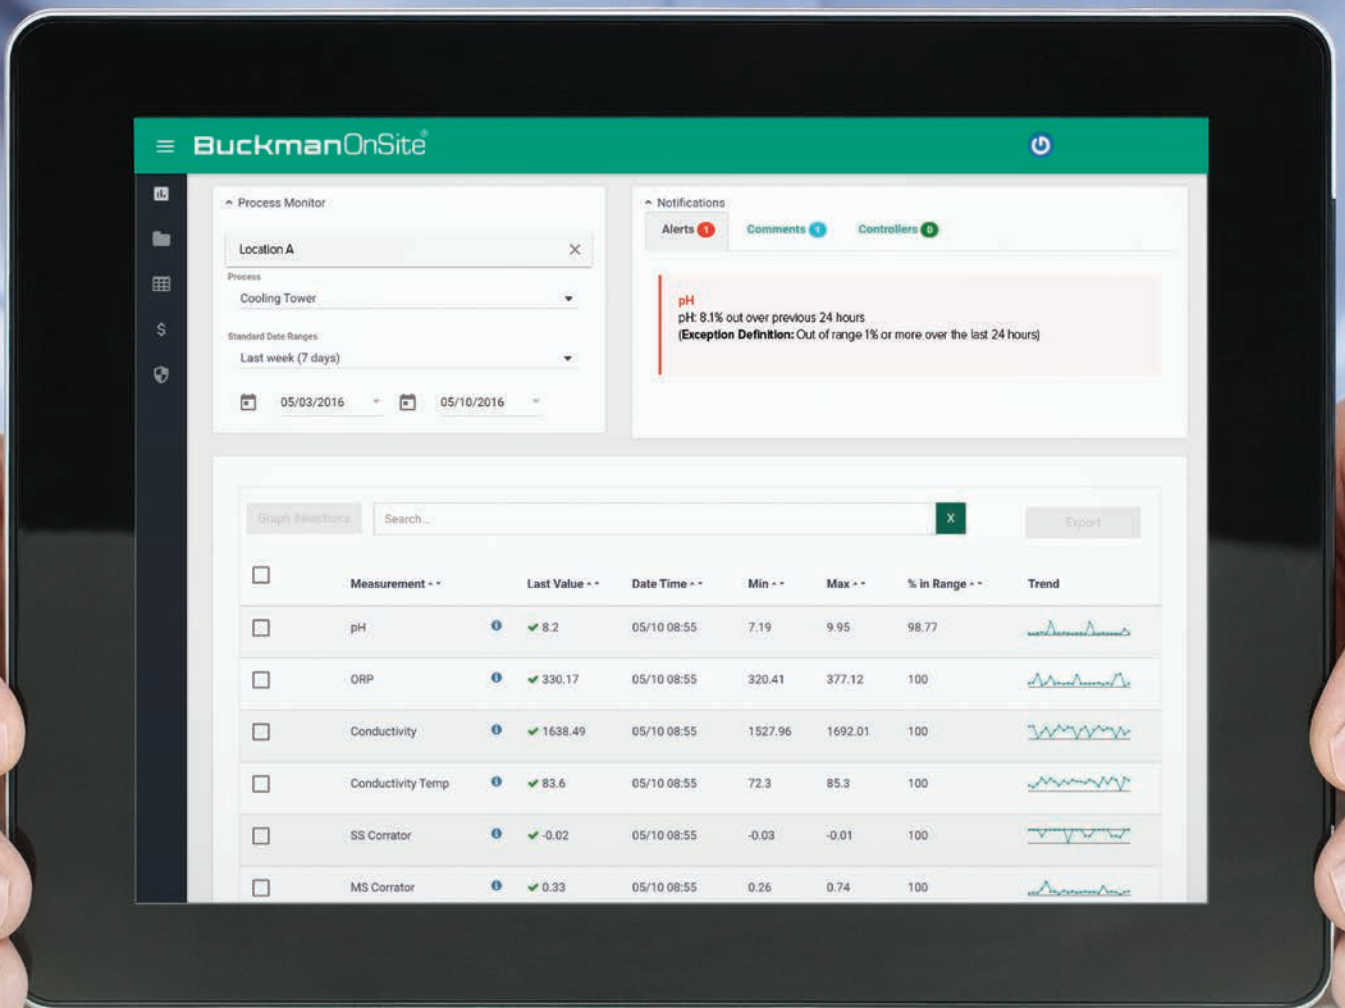 BuckmanOnSite®
Process Monitor
Location A
Process
Cooling Tower
Standard Date Ranges
Last week (7 days)
05/03/2016 05/10/2016
Notifications
Alerts 1 Comments 1 Controllers 0
pH
pH: 8.1% out over previous 24 hours
(Exception Definition: Out of range 1% or more over the last 24 hours)
Graph Selections Search... X Export
Measurement Last Value Date Time Min Max % in Range Trend
pH 8.2 05/10 08:55 7.19 9.95 98.77
ORP 330.17 05/10 08:55 320.41 377.12 100
Conductivity 1638.49 05/10 08:55 1527.96 1692.01 100
Conductivity Temp 83.6 05/10 08:55 72.3 85.3 100
SS Corrator -0.02 05/10 08:55 -0.03 -0.01 100
MS Corrator 0.33 05/10 08:55 0.26 0.74 100